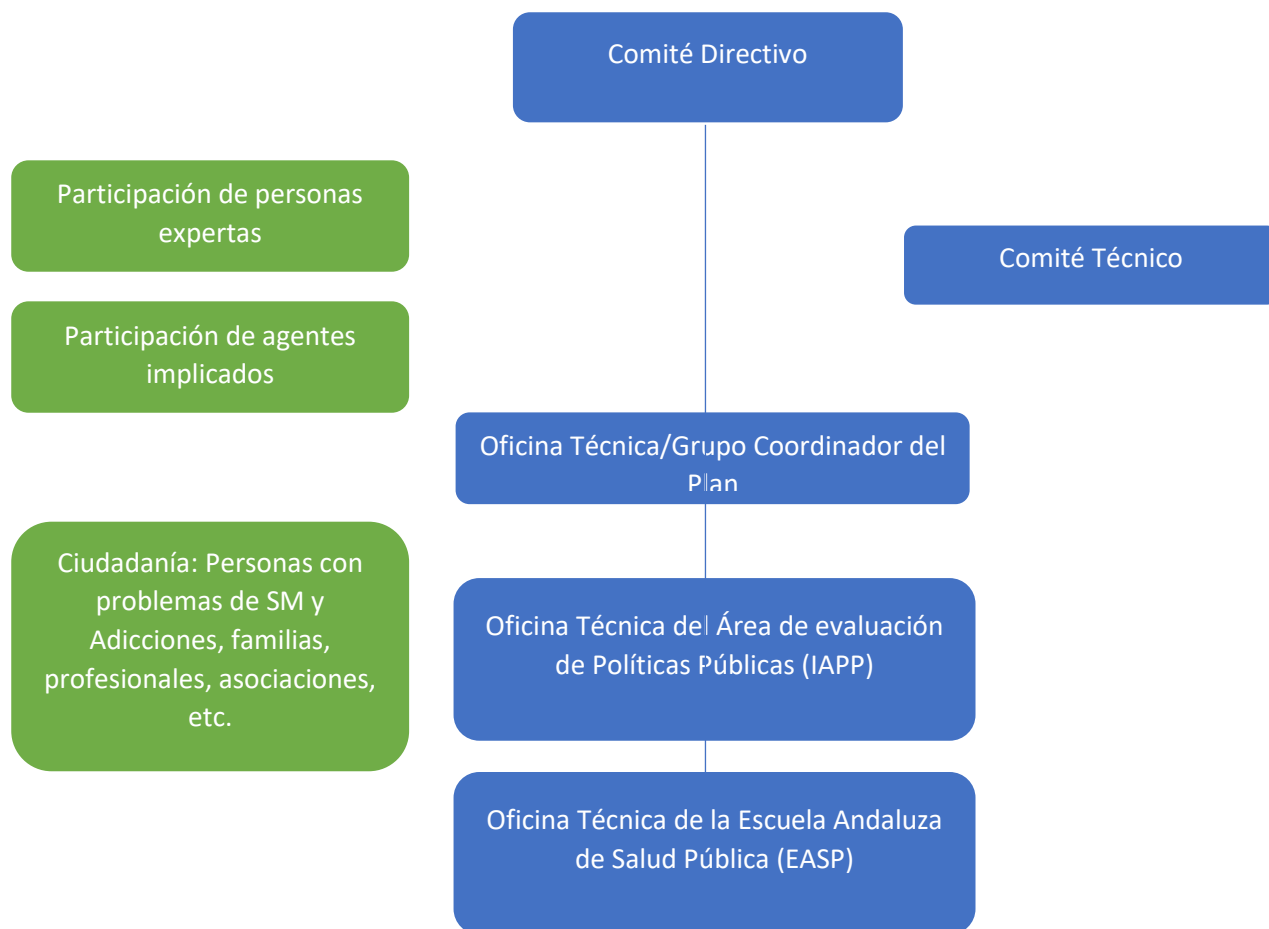 Comité Directivo
Participación de personas
expertas
Comité Técnico
Participación de agentes
implicados
Oficina Técnica/Grupo Coordinador del
Plan
Ciudadanía: Personas con
problemas de SM y
Adicciones, familias,
profesionales, asociaciones,
etc.
Oficina Técnica del Área de evaluación
de Políticas Públicas (IAPP)
Oficina Técnica de la Escuela Andaluza
de Salud Pública (EASP)